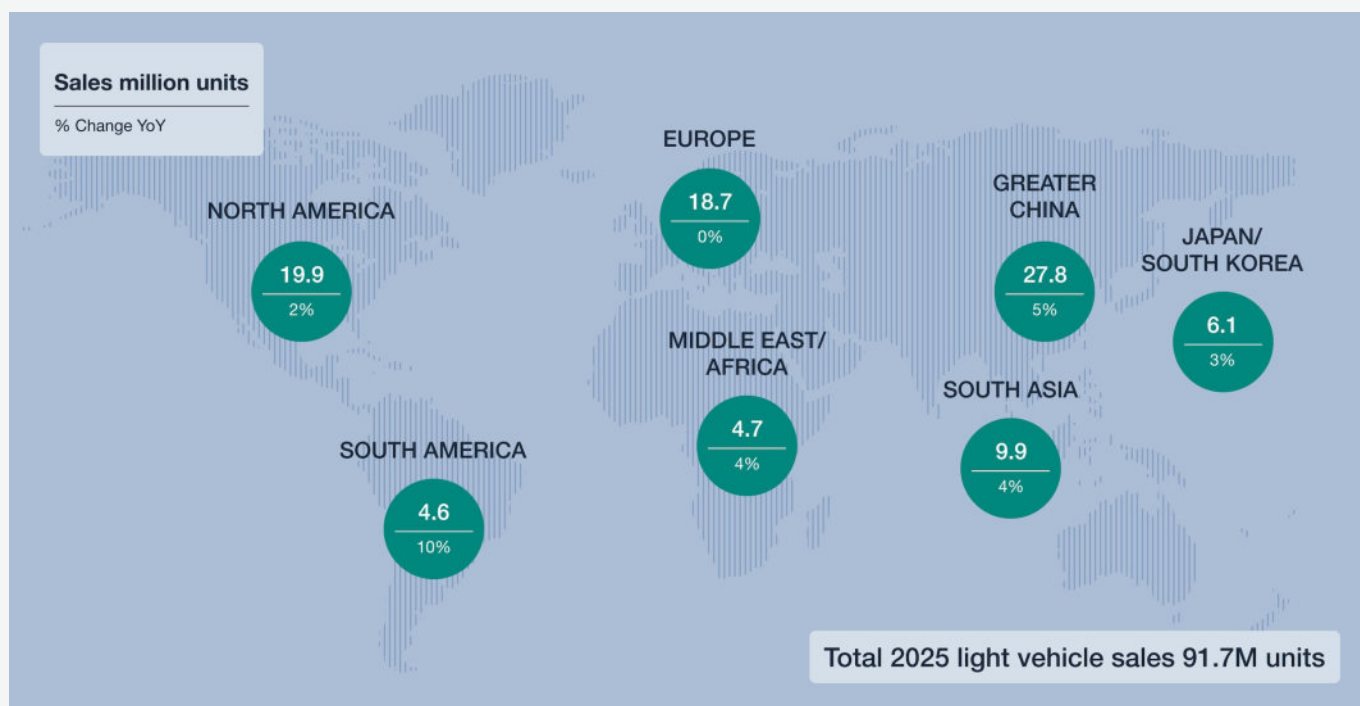 Sales million units
% Change YoY
NORTH AMERICA
19.9
2%
SOUTH AMERICA
4.6
10%
EUROPE
18.7
0%
MIDDLE EAST/
AFRICA
4.7
4%
GREATER
CHINA
27.8
5%
SOUTH ASIA
9.9
4%
JAPAN/
SOUTH KOREA
6.1
3%
Total 2025 light vehicle sales 91.7M units